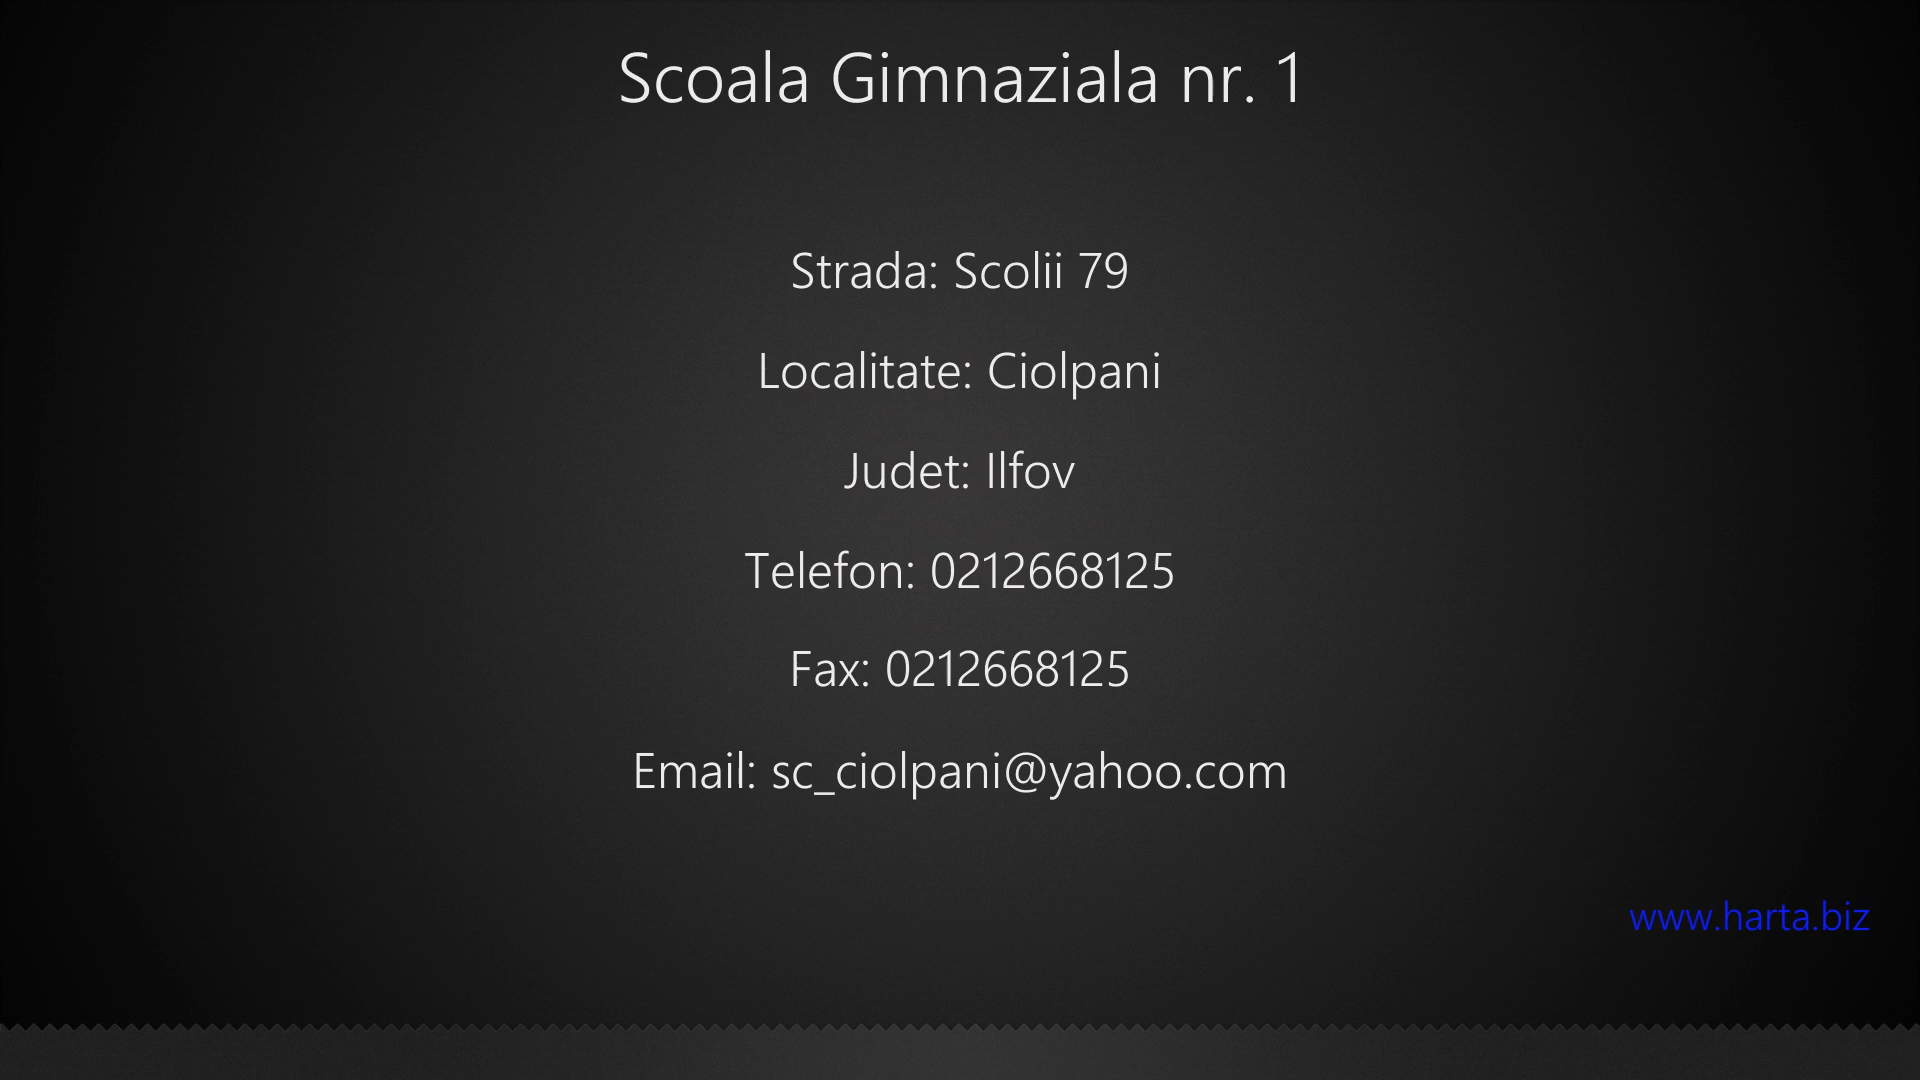 Scoala Gimnaziala nr. 1
Strada: Scolii 79
Localitate: Ciolpani
Judet: Ilfov
Telefon: 0212668125
Fax: 0212668125
Email: sc_ciolpani@yahoo.com
www.harta.biz